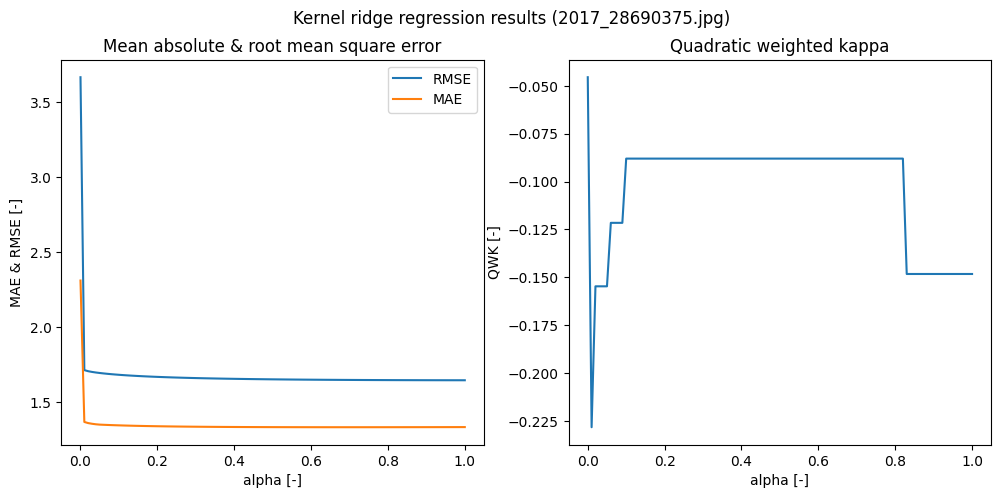 Kernel ridge regression results (2017_28690375.jpg)
Mean absolute & root mean square error
RMSE
MAE
3.5
3.0
2.5
2.0
1.5
MAE & RMSE [-]
0.0 0.2 0.4 0.6 0.8 1.0
alpha [-]
Quadratic weighted kappa
−0.050
−0.075
−0.100
−0.125
−0.150
−0.175
−0.200
−0.225
QWK [-]
0.0 0.2 0.4 0.6 0.8 1.0
alpha [-]